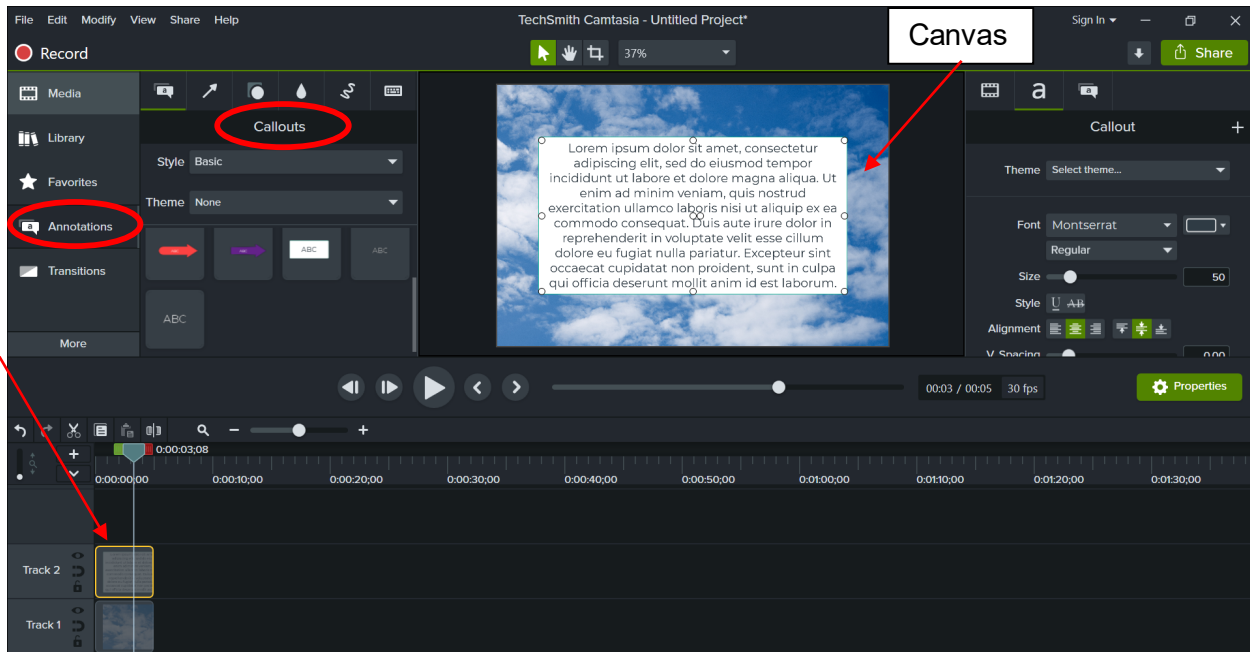 File Edit Modify View Share Help
TechSmith Camtasia - Untitled Project*
Sign In
Canvas
Record
37%
Share
Media
Library
Favorites
Annotations
Transitions
More
Callouts
Style Basic
Theme None
ABC
ABC
ABC
Lorem ipsum dolor sit amet, consectetur
adipiscing elit, sed do eiusmod tempor
incididunt ut labore et dolore magna aliqua. Ut
enim ad minim veniam, quis nostrud
exercitation ullamco laboris nisi ut aliquip ex ea
commodo consequat. Duis aute irure dolor in
reprehenderit in voluptate velit esse cillum
dolore eu fugiat nulla pariatur. Excepteur sint
occaecat cupidatat non proident, sunt in culpa
qui officia deserunt mollit anim id est laborum.
a
Callout
Theme Select theme...
Font Montserrat
Regular
Size 50
Style U AB
Alignment
V. Spacing 0.00
00:03 / 00:05 30 fps
Properties
0:00:03;08
0:00:00;00 0:00:10;00 0:00:20;00 0:00:30;00 0:00:40;00 0:00:50;00 0:01:00;00 0:01:10;00 0:01:20;00 0:01:30;00
Track 2
Track 1